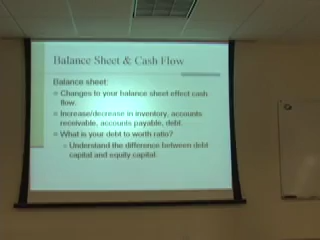 Balance Sheet & Cash Flow
Balance sheet:
Changes to your balance sheet effect cash
flow.
Increase/decrease in inventory, accounts
receivable, accounts payable, debt.
What is your debt to worth ratio?
Understand the difference between debt
capital and equity capital.